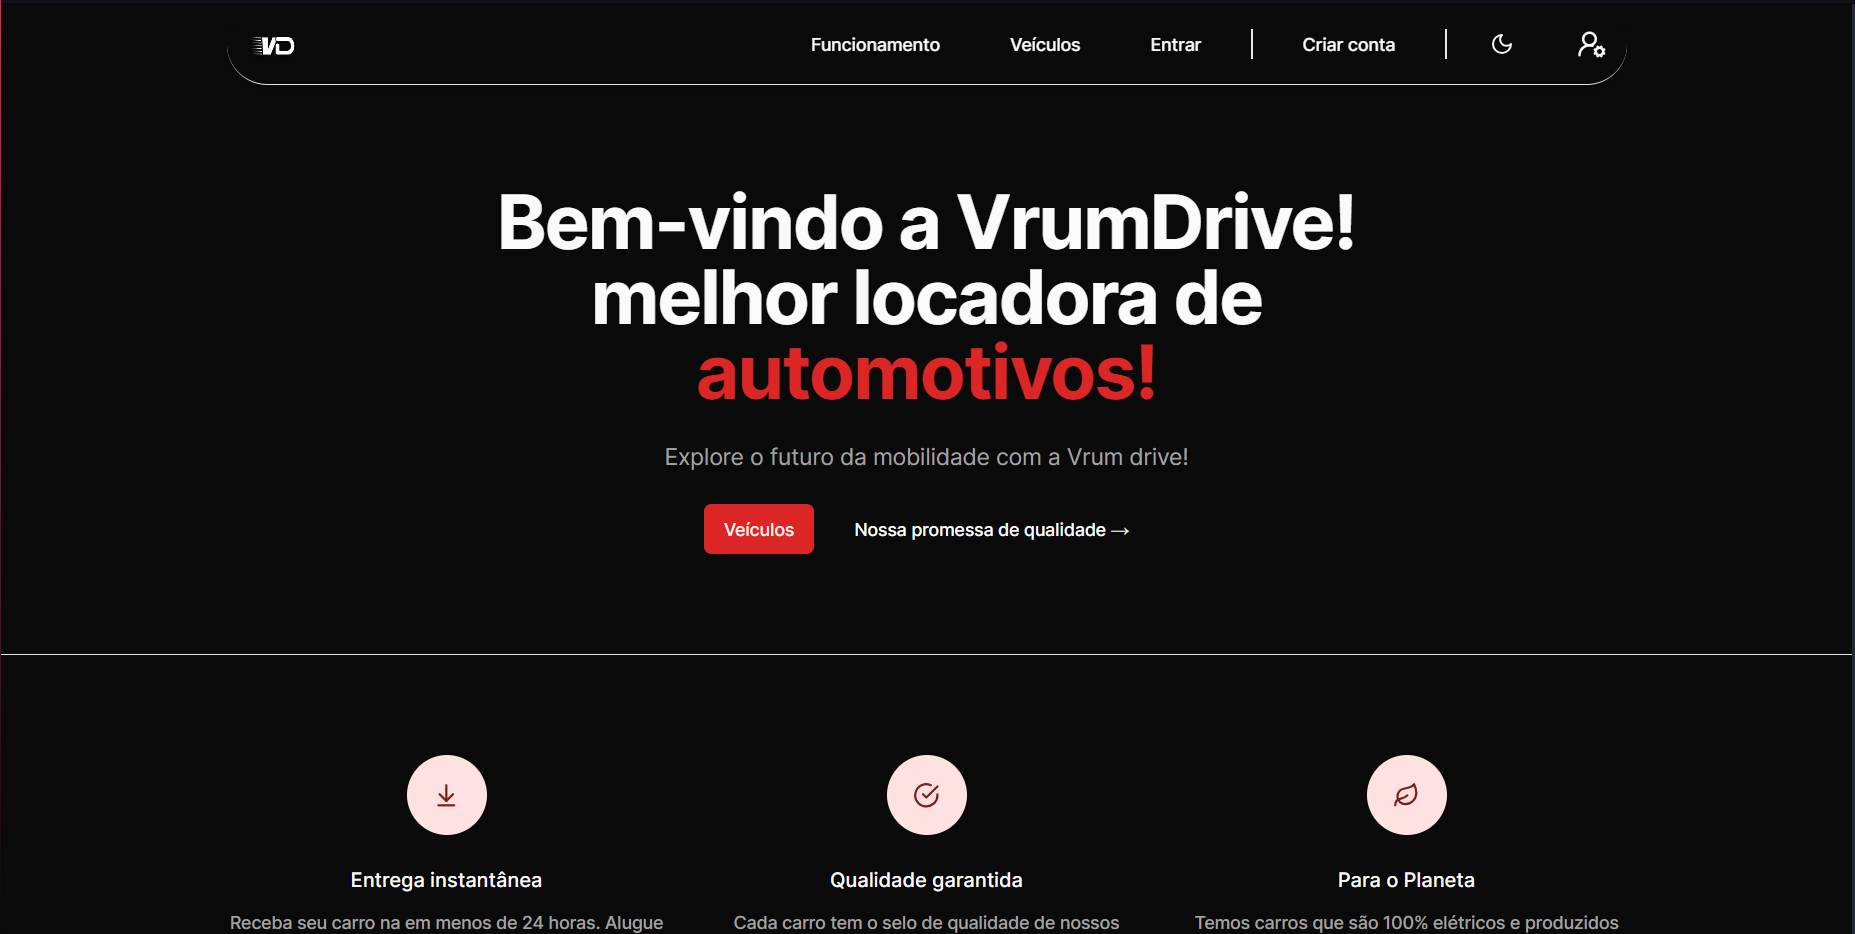 VD
Funcionamento
Veículos
Entrar
Criar conta
Bem-vindo a VrumDrive!
melhor locadora de
automotivos!
Explore o futuro da mobilidade com a Vrum drive!
Veículos
Nossa promessa de qualidade →
Entrega instantânea
Qualidade garantida
Para o Planeta
Receba seu carro na em menos de 24 horas. Alugue
Cada carro tem o selo de qualidade de nossos
Temos carros que são 100% elétricos e produzidos